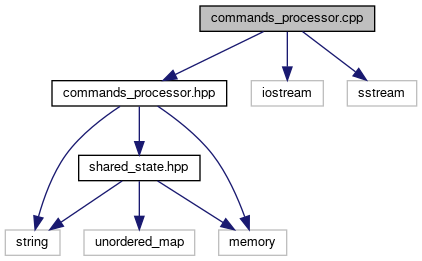 commands_processor.cpp
commands_processor.hpp
iostream
sstream
shared_state.hpp
string
unordered_map
memory